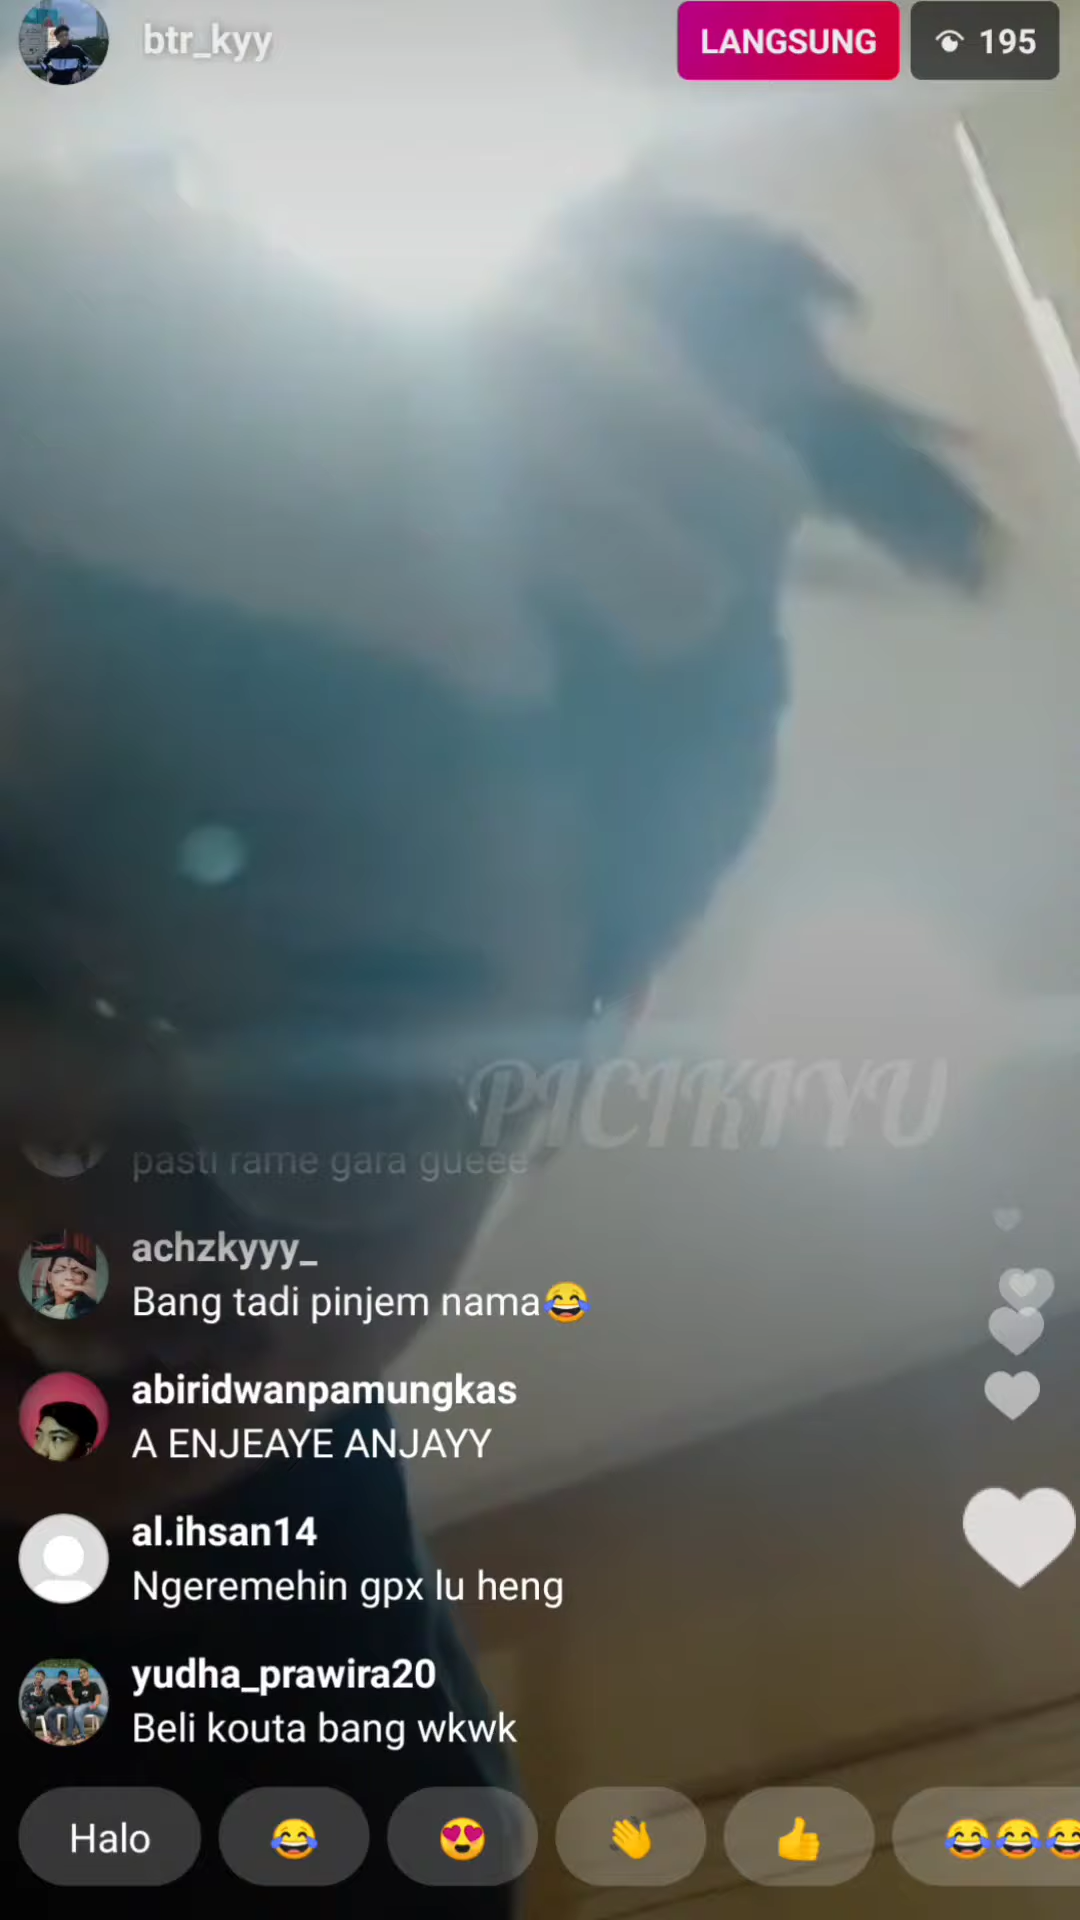 btr_kyy
LANGSUNG
195
PICIKIYU
pasti rame gara gueee
achzkyyy_
Bang tadi pinjem nama😂
abiridwanpamungkas
A ENJEAYE ANJAYY
al.ihsan14
Ngeremehin gpx lu heng
yudha_prawira20
Beli kouta bang wkwk
Halo 😂 😍 👋 👍 😂😂😂